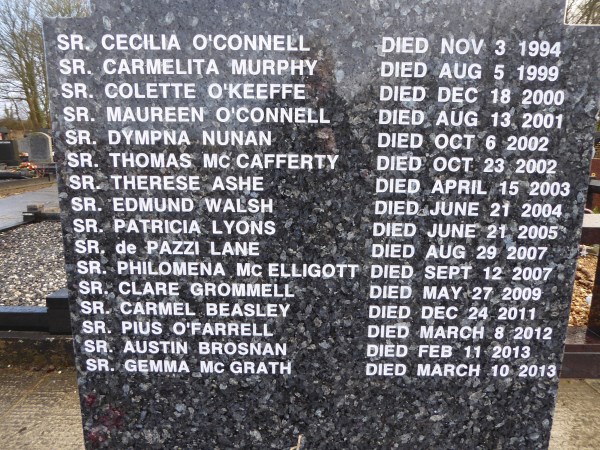 SR. CECILIA O'CONNELL DIED NOV 3 1994
SR. CARMELITA MURPHY DIED AUG 5 1999
SR. COLETTE O'KEEFFE DIED DEC 18 2000
SR. MAUREEN O'CONNELL DIED AUG 13 2001
SR. DYMPNA NUNAN DIED OCT 6 2002
SR. THOMAS MC CAFFERTY DIED OCT 23 2002
SR. THERESE ASHE DIED APRIL 15 2003
SR. EDMUND WALSH DIED JUNE 21 2004
SR. PATRICIA LYONS DIED JUNE 21 2005
SR. de PAZZI LANE DIED AUG 29 2007
SR. PHILOMENA Mc ELLIGOTT DIED SEPT 12 2007
SR. CLARE GROMMELL DIED MAY 27 2009
SR. CARMEL BEASLEY DIED DEC 24 2011
SR. PIUS O'FARRELL DIED MARCH 8 2012
SR. AUSTIN BROSNAN DIED FEB 11 2013
SR. GEMMA Mc GRATH DIED MARCH 10 2013